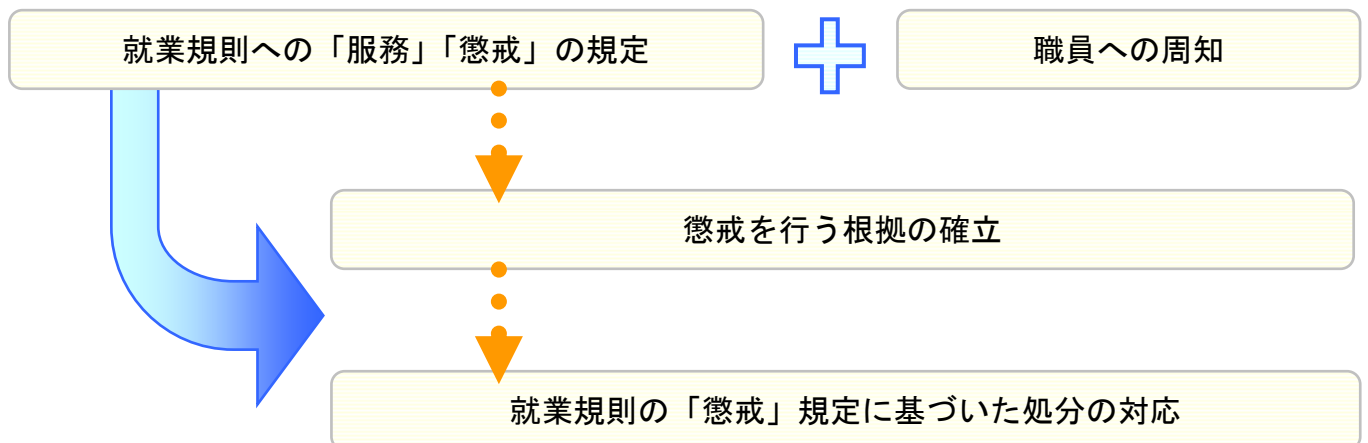 就業規則への「服務」「懲戒」の規定
職員への周知
懲戒を行う根拠の確立
就業規則の「懲戒」規定に基づいた処分の対応